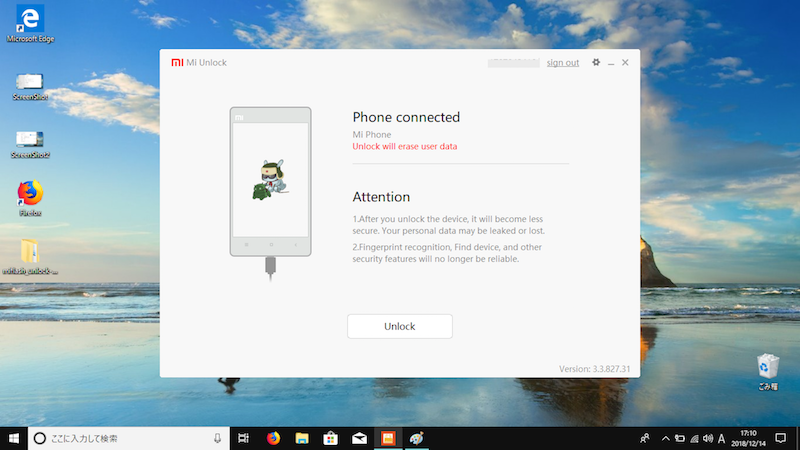 Microsoft Edge
ScreenShot
ScreenShot2
Firefox
miflash_unlock-...
MI Mi Unlock
sign out
MI
Phone connected
Mi Phone
Unlock will erase user data
Attention
1.After you unlock the device, it will become less
secure. Your personal data may be leaked or lost.
2.Fingerprint recognition, Find device, and other
security features will no longer be reliable.
Unlock
Version: 3.3.827.31
ごみ箱
ここに入力して検索
A
17:10
2018/12/14